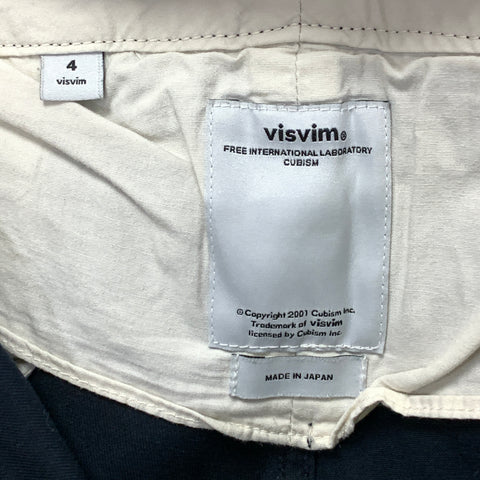 4
visvim
visvim®
FREE INTERNATIONAL LABORATORY
CUBISM
©Copyright 2001 Cubism Inc.
Trademark of visvim
licensed by Cubism Inc.
MADE IN JAPAN